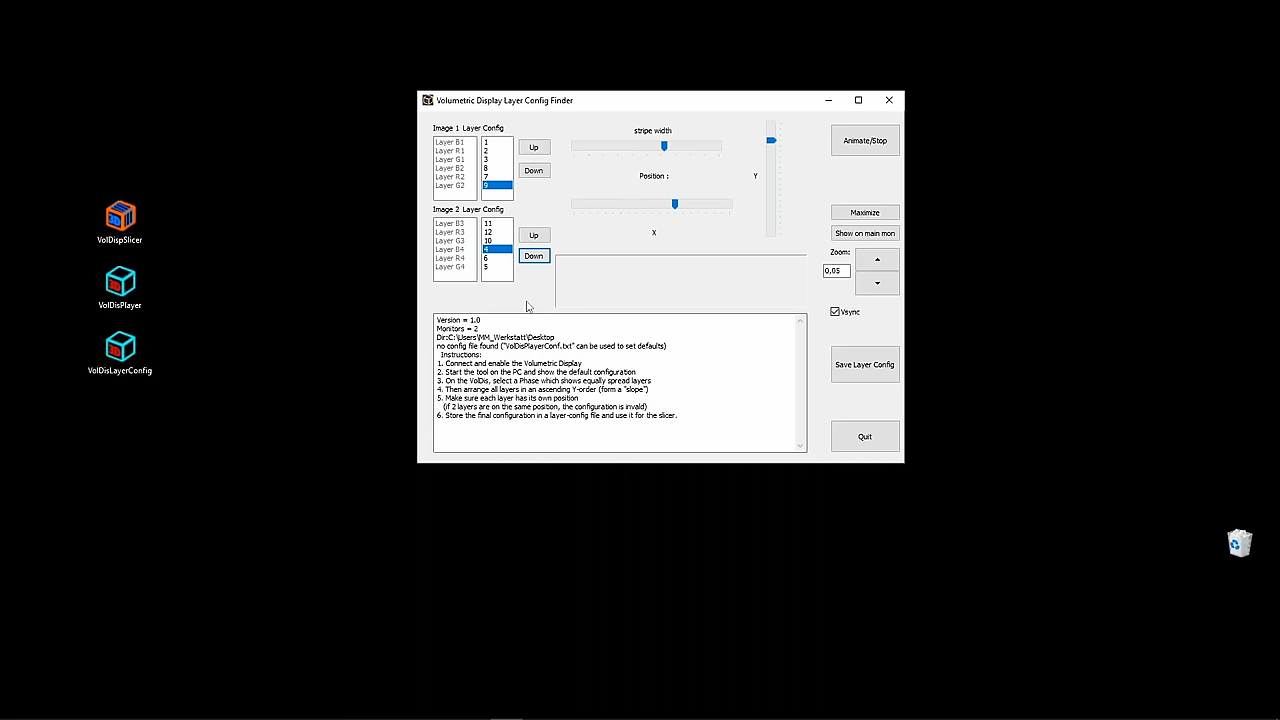 Volumetric Display Layer Config Finder
Image 1 Layer Config
Layer B1 1
Layer R1 2
Layer G1 3
Layer B2 8
Layer R2 7
Layer G2 9
Up
Down
stripe width
Position :
Y
X
Image 2 Layer Config
Layer B3 11
Layer R3 12
Layer G3 10
Layer B4 4
Layer R4 6
Layer G4 5
Up
Down
Animate/Stop
Maximize
Show on main mon
Zoom:
0,05
Vsync
Save Layer Config
Quit
Version = 1.0
Monitors = 2
Dir:C:\Users\MM_Werkstatt\Desktop
no config file found ("VolDisPlayerConf.txt" can be used to set defaults)
Instructions:
1. Connect and enable the Volumetric Display
2. Start the tool on the PC and show the default configuration
3. On the VolDis, select a Phase which shows equally spread layers
4. Then arrange all layers in an ascending Y-order (form a "slope")
5. Make sure each layer has its own position
(if 2 layers are on the same position, the configuration is invalid)
6. Store the final configuration in a layer-config file and use it for the slicer.
VolDispSlicer
VolDisPlayer
VolDisLayerConfig